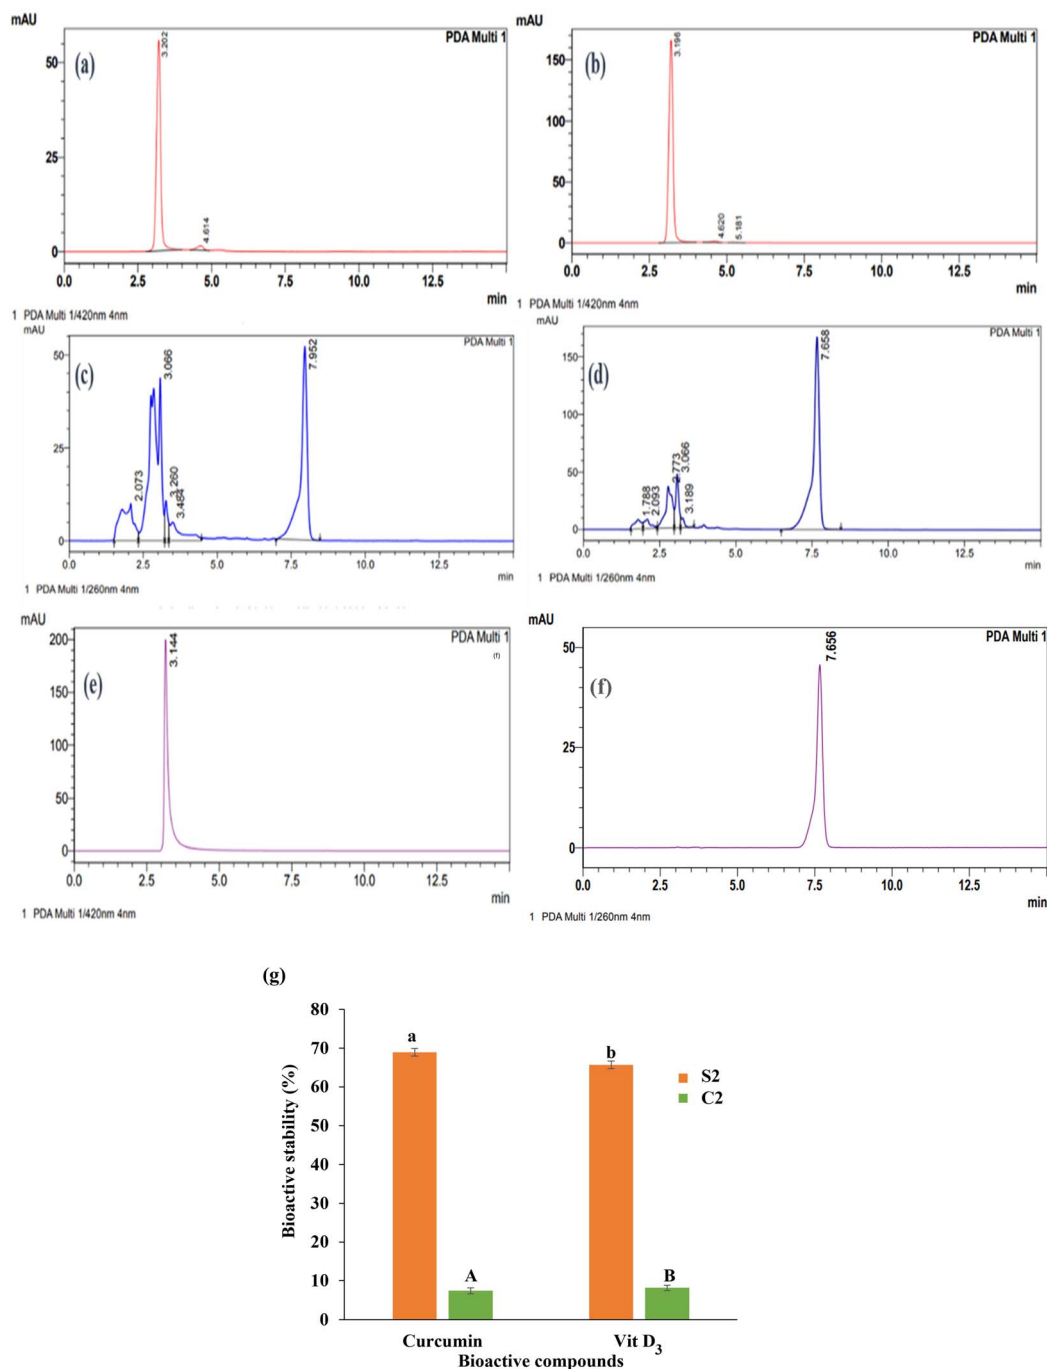 mAU
PDA Multi 1
(a)
3.202
4.614
50
25
0
0.0 2.5 5.0 7.5 10.0 12.5
min
1 PDA Multi 1/420nm 4nm
mAU
PDA Multi 1
(b)
3.196
4.620
5.181
150
100
50
0
0.0 2.5 5.0 7.5 10.0 12.5
min
1 PDA Multi 1/420nm 4nm
mAU
PDA Multi 1
(c)
2.073
3.066
3.260
3.484
7.952
50
25
0
0.0 2.5 5.0 7.5 10.0 12.5
min
1 PDA Multi 1/260nm 4nm
mAU
PDA Multi 1
(d)
1.788
2.093
2.773
3.066
3.189
7.658
150
100
50
0
0.0 2.5 5.0 7.5 10.0 12.5
min
1 PDA Multi 1/260nm 4nm
mAU
PDA Multi 1
(f)
(e)
3.144
200
150
100
50
0
0.0 2.5 5.0 7.5 10.0 12.5
min
1 PDA Multi 1/420nm 4nm
mAU
PDA Multi 1
(f)
7.656
50
25
0
0.0 2.5 5.0 7.5 10.0 12.5
min
1 PDA Multi 1/260nm 4nm
(g)
Bioactive stability (%)
80
70
60
50
40
30
20
10
0
a
A
b
B
S2
C2
Curcumin Vit D₃
Bioactive compounds